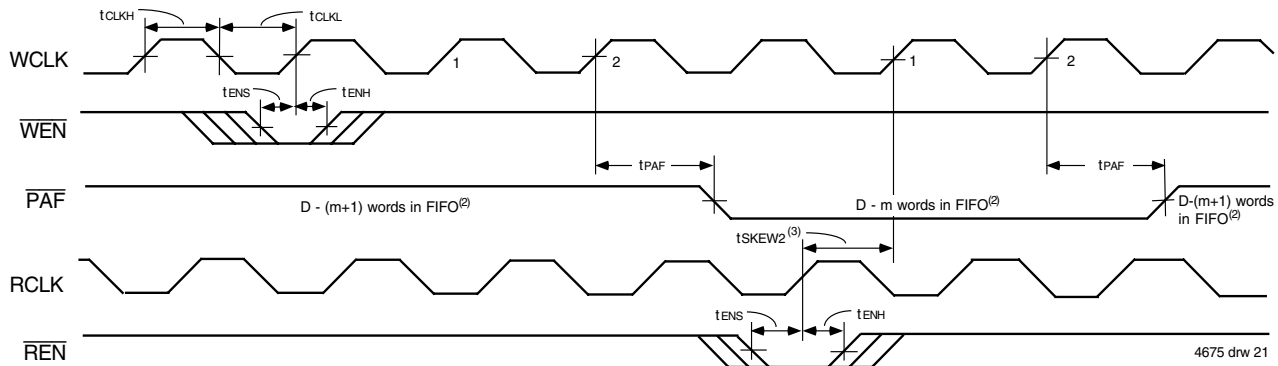 tCLKH
tCLKL
WCLK
1
2
1
2
tENS
tENH
WEN
tPAF
tPAF
PAF
D - (m+1) words in FIFO(2)
D - m words in FIFO(2)
D-(m+1) words
in FIFO(2)
tSKEW2(3)
RCLK
tENS
tENH
REN
4675 drw 21